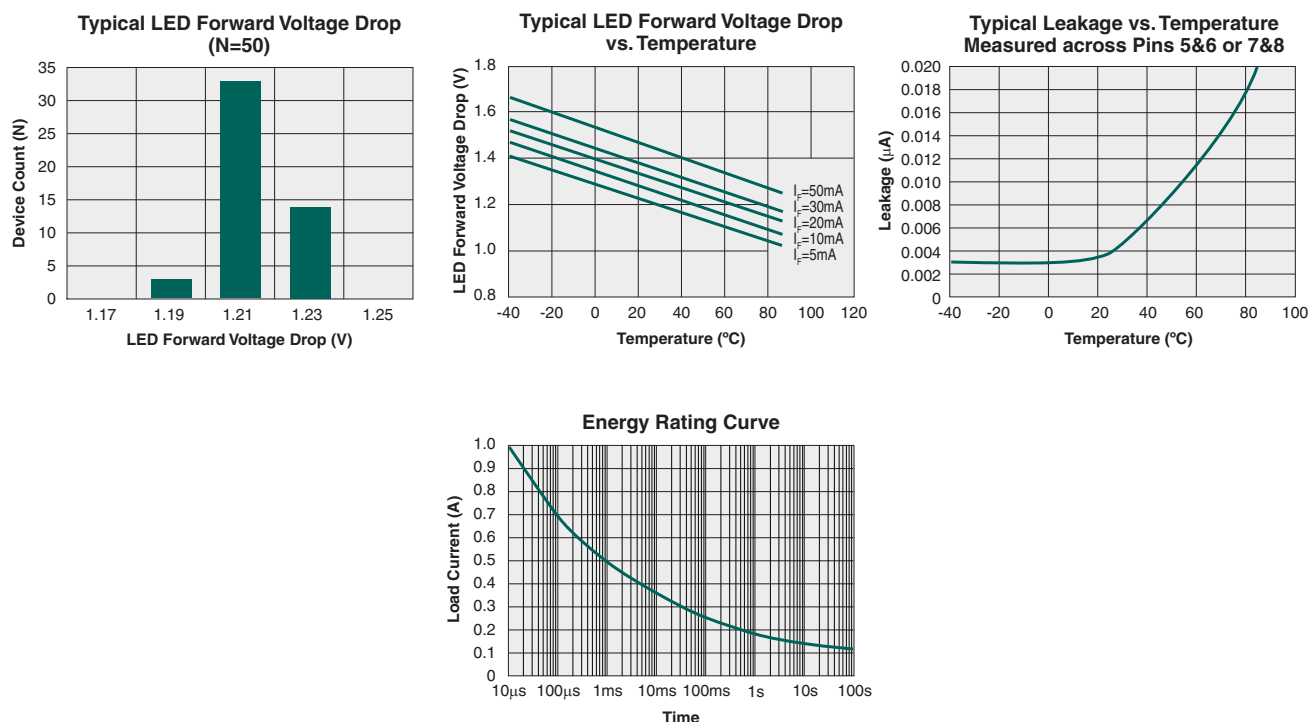 Typical LED Forward Voltage Drop
(N=50)
Device Count (N)
35
30
25
20
15
10
5
0
1.17 1.19 1.21 1.23 1.25
LED Forward Voltage Drop (V)
Typical LED Forward Voltage Drop
vs. Temperature
LED Forward Voltage Drop (V)
1.8
1.6
1.4
1.2
1.0
0.8
IF=50mA
IF=30mA
IF=20mA
IF=10mA
IF=5mA
-40 -20 0 20 40 60 80 100 120
Temperature (ºC)
Typical Leakage vs. Temperature
Measured across Pins 5&6 or 7&8
Leakage (μA)
0.020
0.018
0.016
0.014
0.012
0.010
0.008
0.006
0.004
0.002
0
-40 -20 0 20 40 60 80 100
Temperature (ºC)
Energy Rating Curve
Load Current (A)
1.0
0.9
0.8
0.7
0.6
0.5
0.4
0.3
0.2
0.1
0
10μs 100μs 1ms 10ms 100ms 1s 10s 100s
Time